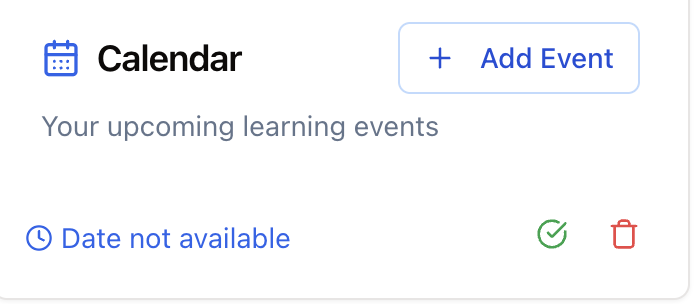 Calendar
Add Event
Your upcoming learning events
Date not available